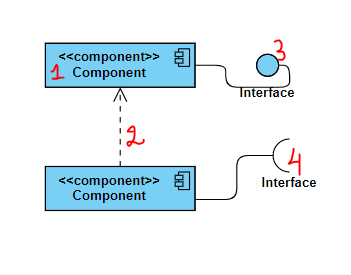 <<component>>
1 Component
3
Interface
2
4
<<component>>
Component
Interface